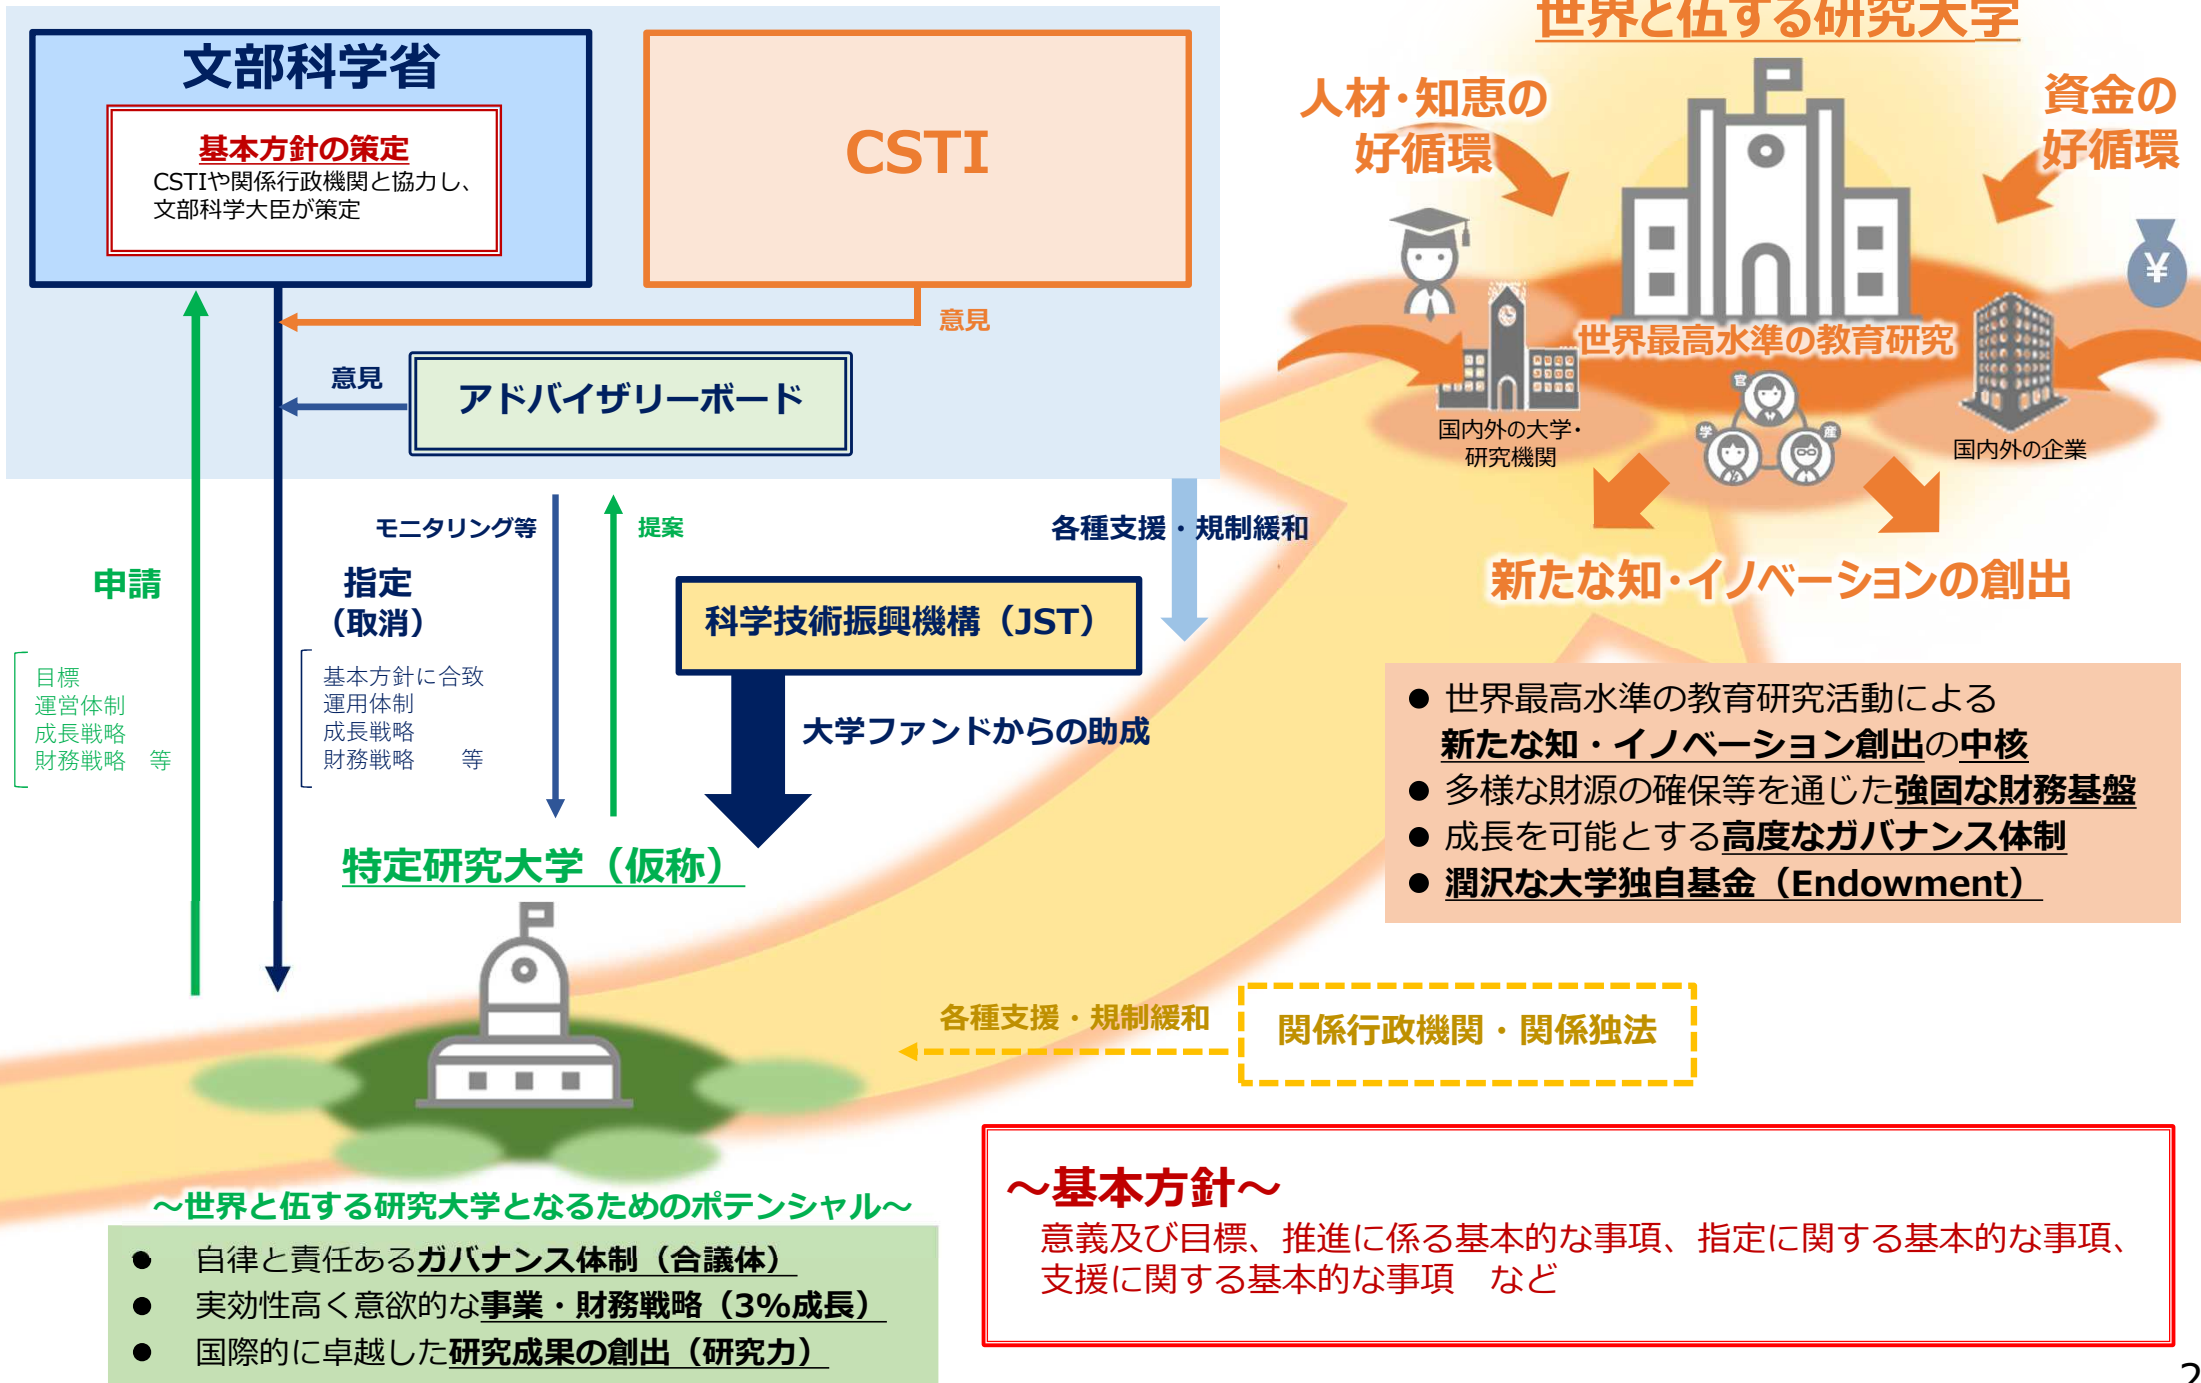 文部科学省
基本方針の策定
CSTIや関係行政機関と協力し、
文部科学大臣が策定
CSTI
意見
意見
アドバイザリーボード
申請
目標
運営体制
成長戦略
財務戦略　等
指定
（取消）
基本方針に合致
運用体制
成長戦略
財務戦略　　等
モニタリング等
提案
各種支援・規制緩和
科学技術振興機構（JST）
大学ファンドからの助成
特定研究大学（仮称）
～世界と伍する研究大学となるためのポテンシャル～
● 自律と責任あるガバナンス体制（合議体）
● 実効性高く意欲的な事業・財務戦略（3%成長）
● 国際的に卓越した研究成果の創出（研究力）
世界と伍する研究大学
人材・知恵の
好循環
資金の
好循環
¥
世界最高水準の教育研究
官
学
産
国内外の大学・
研究機関
国内外の企業
新たな知・イノベーションの創出
● 世界最高水準の教育研究活動による
新たな知・イノベーション創出の中核
● 多様な財源の確保等を通じた強固な財務基盤
● 成長を可能とする高度なガバナンス体制
● 潤沢な大学独自基金（Endowment）
各種支援・規制緩和
関係行政機関・関係独法
～基本方針～
意義及び目標、推進に係る基本的な事項、指定に関する基本的な事項、
支援に関する基本的な事項　など
2